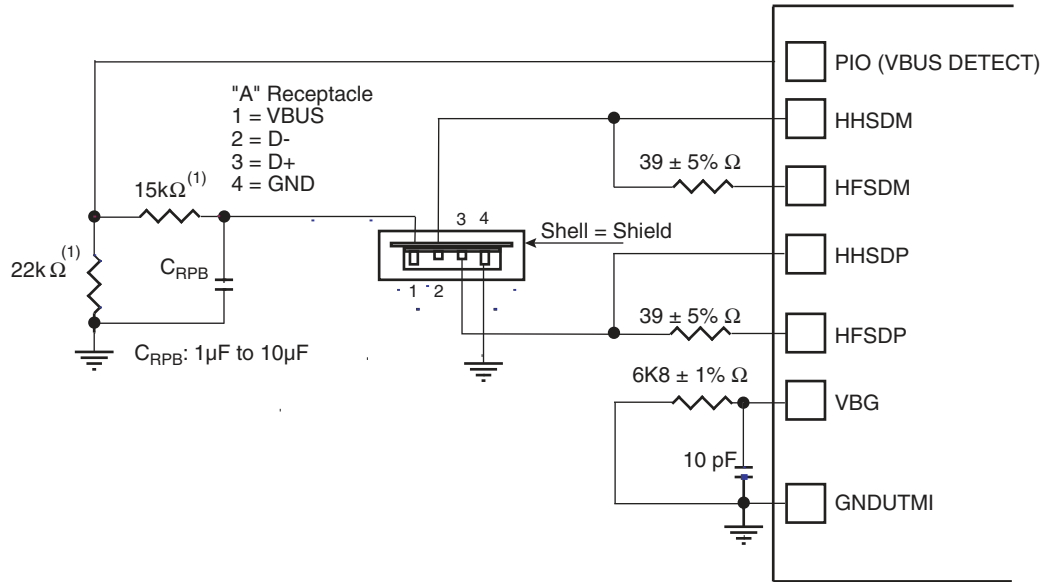 PIO (VBUS DETECT)
"A" Receptacle
1 = VBUS
2 = D-
3 = D+
4 = GND
HHSDM
39 ± 5% Ω
HFSDM
15kΩ(1)
3 4
Shell = Shield
HHSDP
22k Ω(1)
CRPB
1 2
39 ± 5% Ω
HFSDP
CRPB: 1µF to 10µF
6K8 ± 1% Ω
VBG
10 pF
GNDUTMI